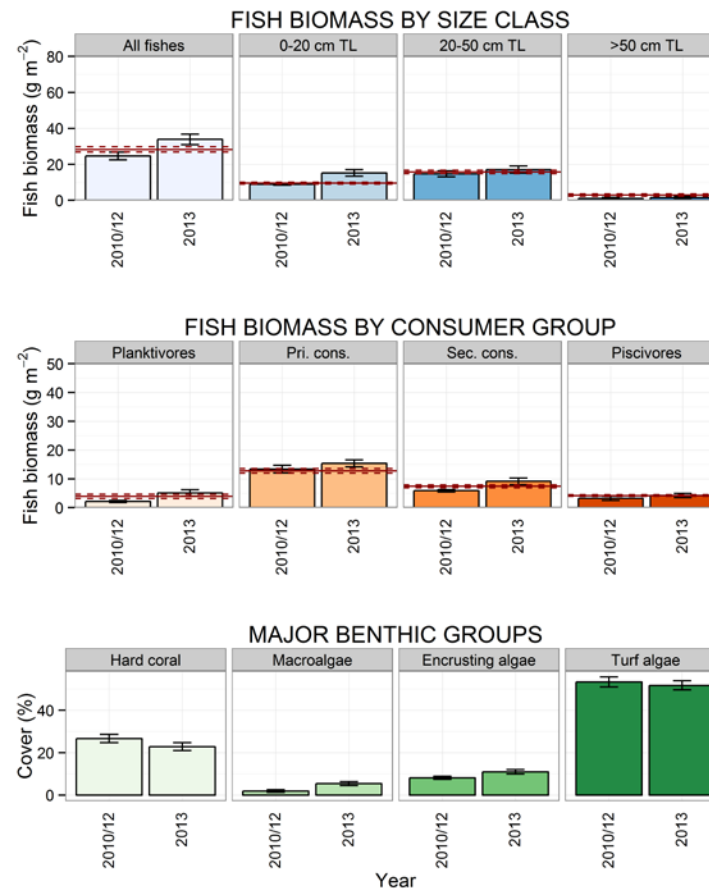 FISH BIOMASS BY SIZE CLASS
All fishes 0-20 cm TL 20-50 cm TL >50 cm TL
Fish biomass (g m⁻²)
80
60
40
20
0
2010/12 2013 2010/12 2013 2010/12 2013 2010/12 2013
FISH BIOMASS BY CONSUMER GROUP
Planktivores Pri. cons. Sec. cons. Piscivores
Fish biomass (g m⁻²)
50
40
30
20
10
0
2010/12 2013 2010/12 2013 2010/12 2013 2010/12 2013
MAJOR BENTHIC GROUPS
Hard coral Macroalgae Encrusting algae Turf algae
Cover (%)
40
20
0
2010/12 2013 2010/12 2013 2010/12 2013 2010/12 2013
Year